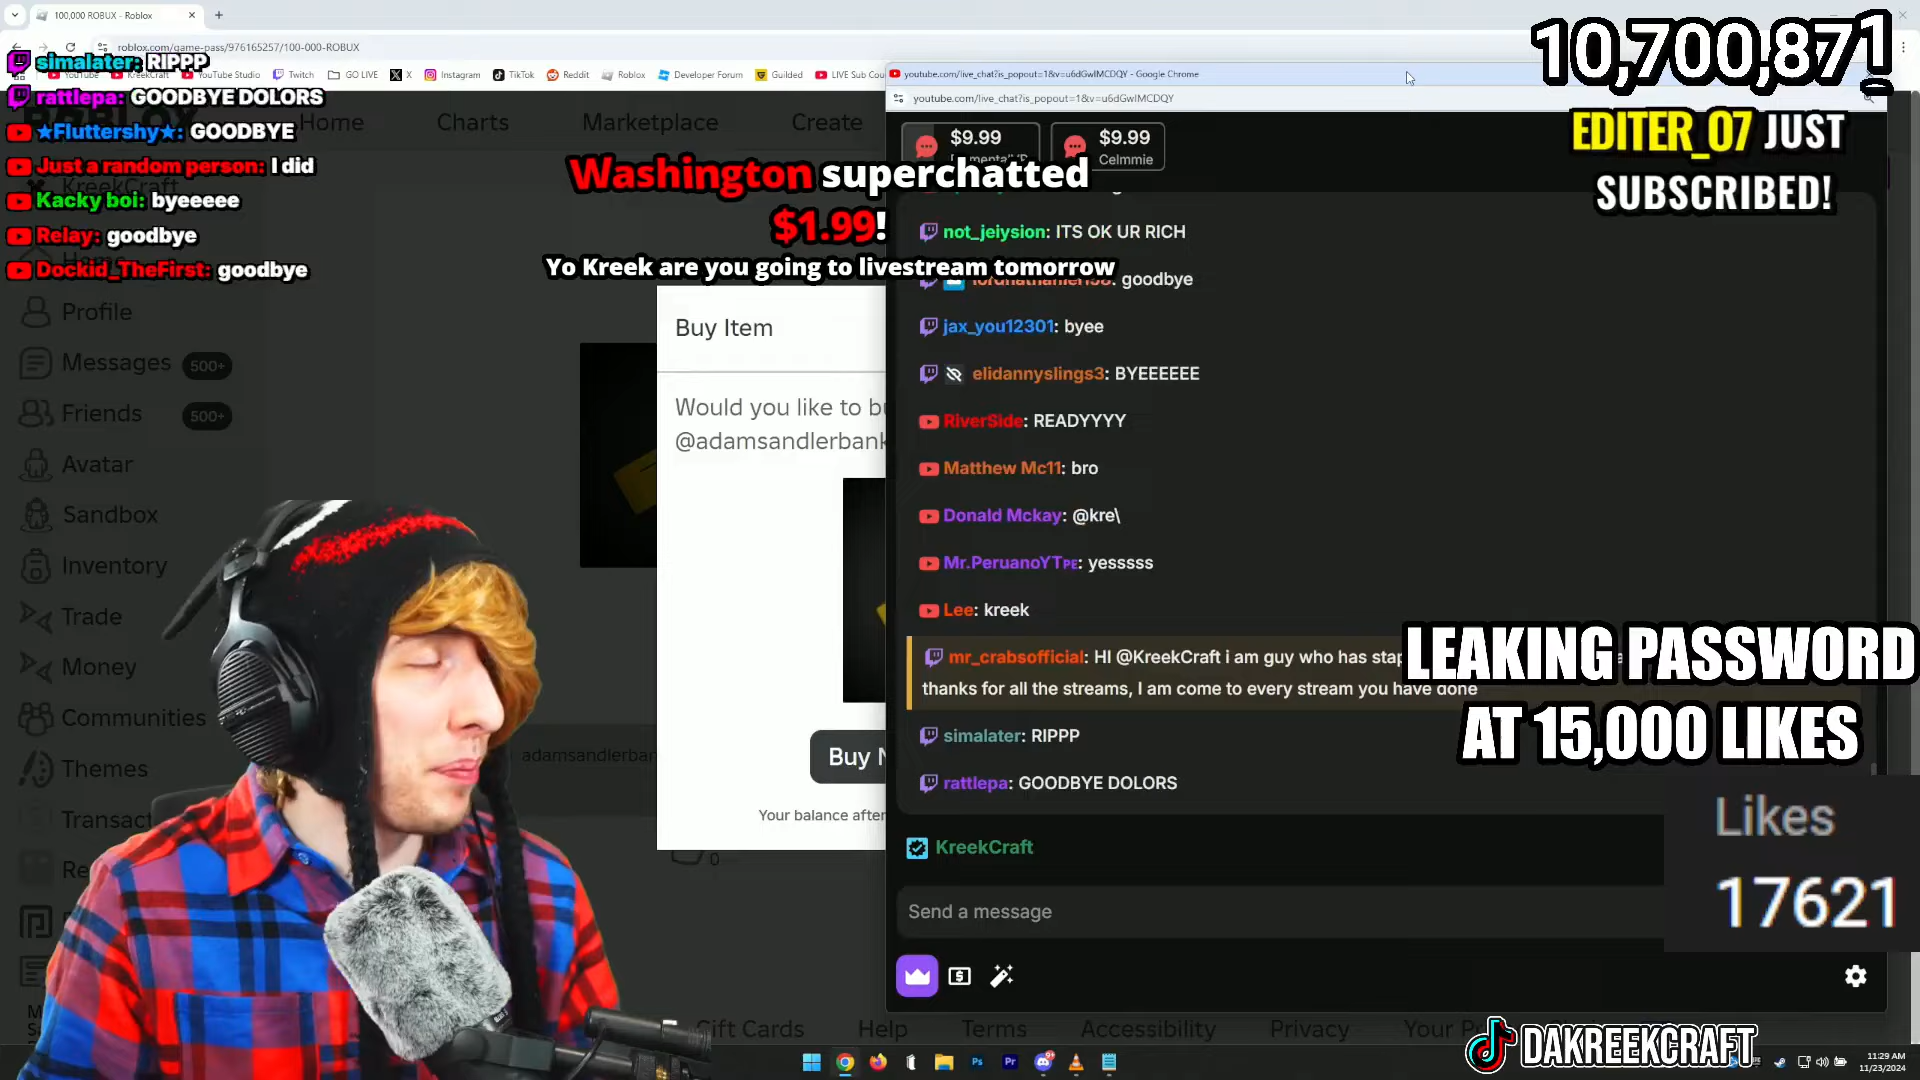 100,000 ROBUX - Roblox
roblox.com/game-pass/976165257/100-000-ROBUX
YouTube
KreekCraft
YouTube Studio
Twitch
GO LIVE
X
Instagram
TikTok
Reddit
Roblox
Developer Forum
Guilded
LIVE Sub Cou
simalater: RIPPP
rattlepa: GOODBYE DOLORS
★Fluttershy★: GOODBYE
Just a random person: I did
Kacky boi: byeeeee
Relay: goodbye
Dockid_TheFirst: goodbye
Home
Charts
Marketplace
Create
KreekCraft
Profile
Messages 500+
Friends 500+
Avatar
Sandbox
Inventory
Trade
Money
Communities
Themes
Transact
Re
Washington superchatted
$1.99!
Yo Kreek are you going to livestream tomorrow
Buy Item
Would you like to bu
@adamsandlerbank
Buy N
Your balance after
adamsandlerban
0
youtube.com/live_chat?is_popout=1&v=u6dGwIMCDQY - Google Chrome
youtube.com/live_chat?is_popout=1&v=u6dGwIMCDQY
$9.99
$9.99
Celmmie
not_jeiysion: ITS OK UR RICH
lordnathaniel198: goodbye
jax_you12301: byee
elidannyslings3: BYEEEEEE
RiverSide: READYYYY
Matthew Mc11: bro
Donald Mckay: @kre\
Mr.PeruanoYTPE: yesssss
Lee: kreek
mr_crabsofficial: HI @KreekCraft i am guy who has stap
thanks for all the streams, I am come to every stream you have done
simalater: RIPPP
rattlepa: GOODBYE DOLORS
KreekCraft
Send a message
10,700,871
EDITER_07 JUST
SUBSCRIBED!
LEAKING PASSWORD
AT 15,000 LIKES
Likes
17621
Gift Cards
Help
Terms
Accessibility
Privacy
DAKREEKCRAFT
11:29 AM
11/23/2024